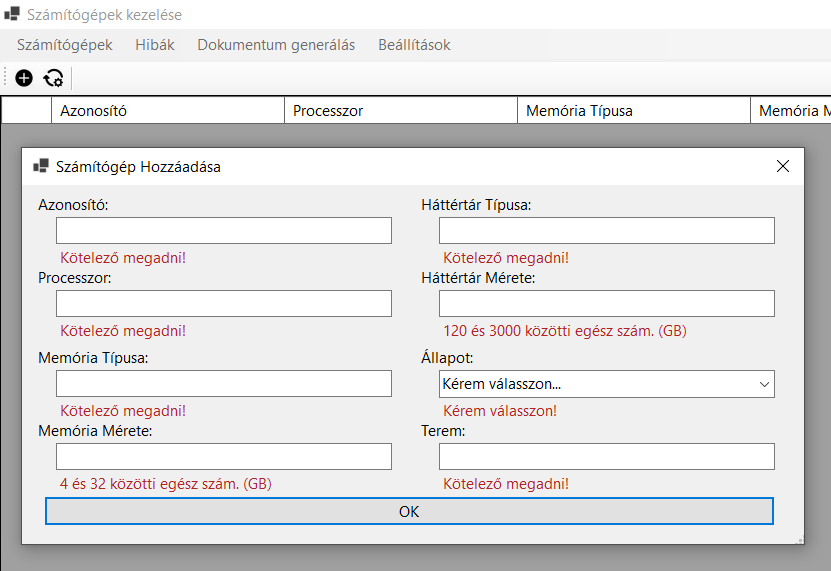 Számítógépek kezelése
Számítógépek Hibák Dokumentum generálás Beállítások
Azonosító Processzor Memória Típusa Memória M
Számítógép Hozzáadása
Azonosító:
Kötelező megadni!
Processzor:
Kötelező megadni!
Memória Típusa:
Kötelező megadni!
Memória Mérete:
4 és 32 közötti egész szám. (GB)
Háttértár Típusa:
Kötelező megadni!
Háttértár Mérete:
120 és 3000 közötti egész szám. (GB)
Állapot:
Kérem válasszon...
Kérem válasszon!
Terem:
Kötelező megadni!
OK